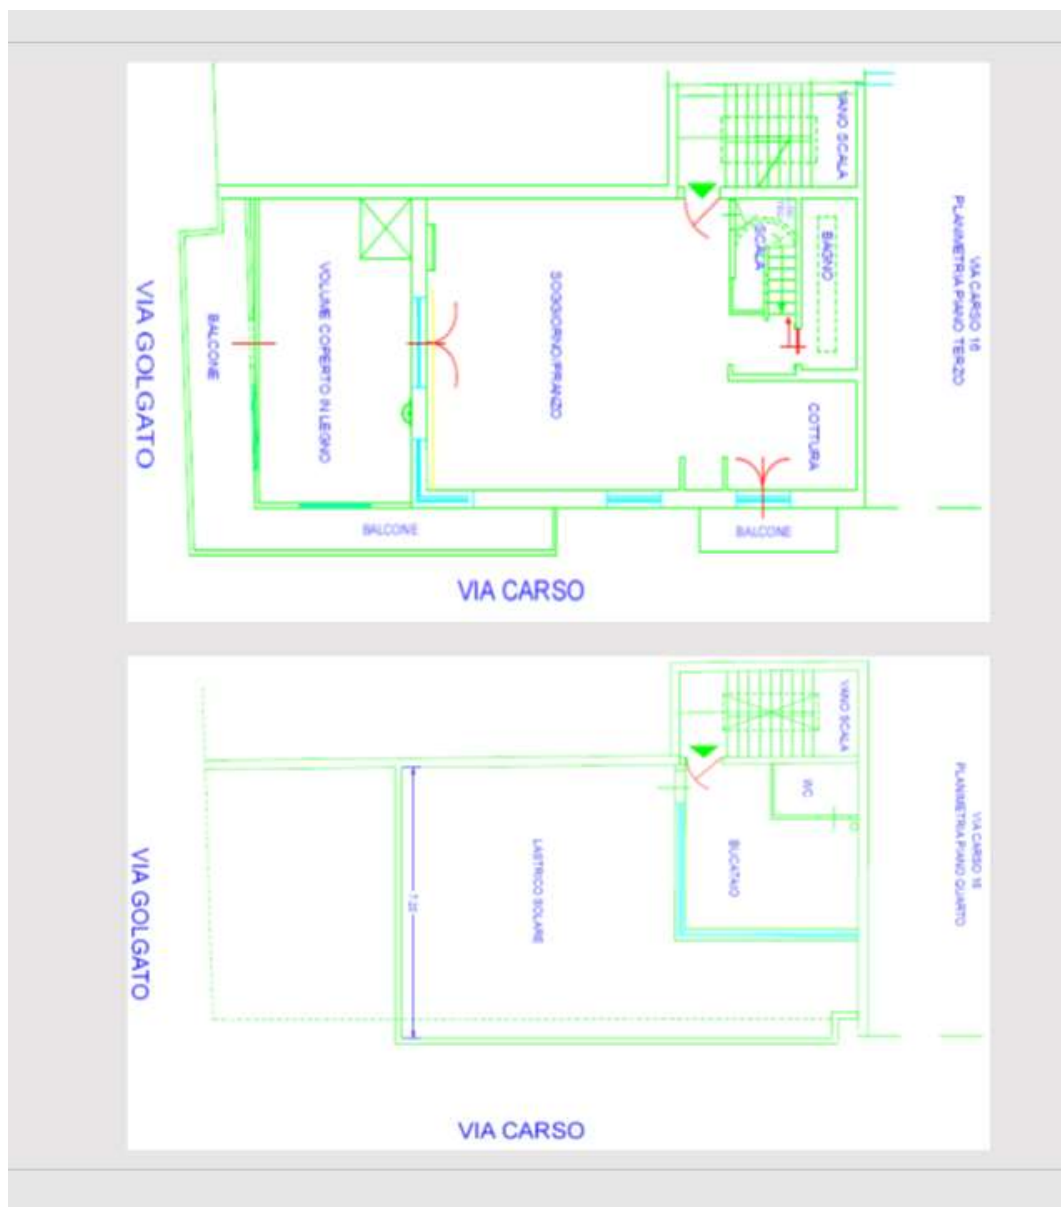 VANO SCALA
VIA CARSO 16
PLANIMETRIA PIANO TERZO
SCALA
BAGNO
VOLUME COPERTO IN LEGNO
SOGGIORNO/PRANZO
BALCONE
VIA GOLGATO
COTTURA
BALCONE
BALCONE
VIA CARSO
VANO SCALA
VIA CARSO 16
PLANIMETRIA PIANO QUARTO
WC
BUCATAIO
LASTRICO SOLARE
VIA GOLGATO
VIA CARSO